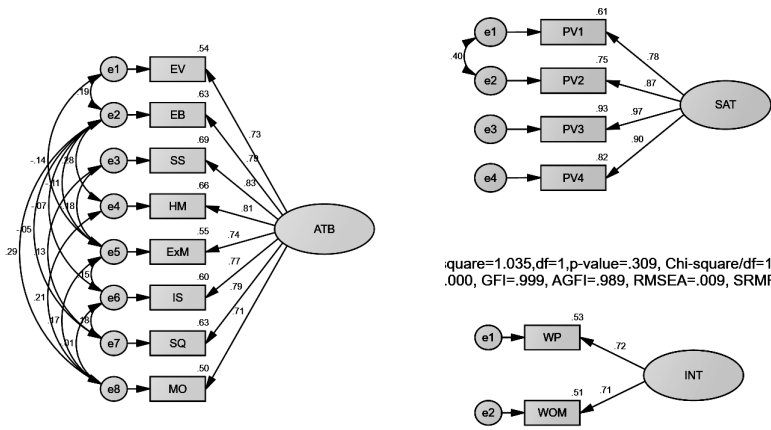 .54
e1 EV
.19
.63
e2 EB
.73
.69
e3 SS
.79
-.14
.28
.83
.66
e4 HM
.81
-.07
.18
ATB
.55
e5 ExM
.74
-.05
.29
.13
.15
.77
.60
e6 IS
.79
.21
.17
.18
.63
e7 SQ
.71
.50
e8 MO
.61
e1 PV1
.78
.40
.75
e2 PV2
.87
SAT
.93
e3 PV3
.97
.82
e4 PV4
.90
square=1.035,df=1,p-value=.309, Chi-square/df=1
.000, GFI=.999, AGFI=.989, RMSEA=.009, SRM
.53
e1 WP
.72
INT
.51
.71
e2 WOM